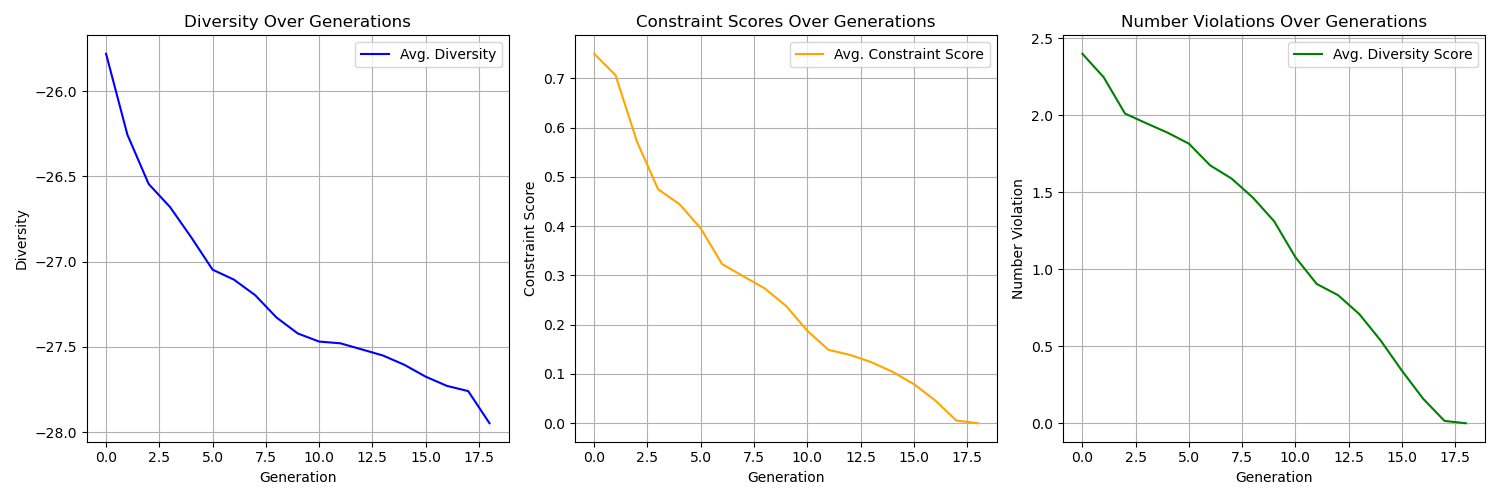 Diversity Over Generations
Avg. Diversity
−26.0
−26.5
−27.0
−27.5
−28.0
Diversity
0.0 2.5 5.0 7.5 10.0 12.5 15.0 17.5
Generation
Constraint Scores Over Generations
Avg. Constraint Score
0.7
0.6
0.5
0.4
0.3
0.2
0.1
0.0
Constraint Score
0.0 2.5 5.0 7.5 10.0 12.5 15.0 17.5
Generation
Number Violations Over Generations
Avg. Diversity Score
2.5
2.0
1.5
1.0
0.5
0.0
Number Violation
0.0 2.5 5.0 7.5 10.0 12.5 15.0 17.5
Generation